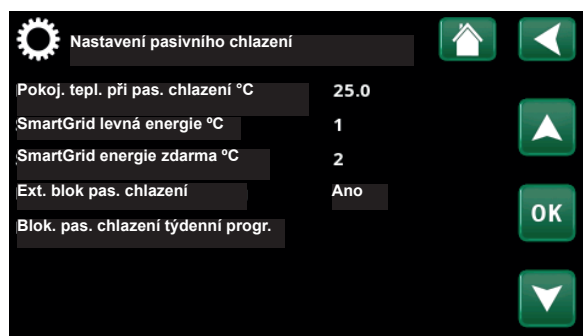 Nastavení pasivního chlazení
Pokoj. tepl. při pas. chlazení °C 25.0
SmartGrid levná energie ºC 1
SmartGrid energie zdarma ºC 2
Ext. blok pas. chlazení Ano
Blok. pas. chlazení týdenní progr.
OK